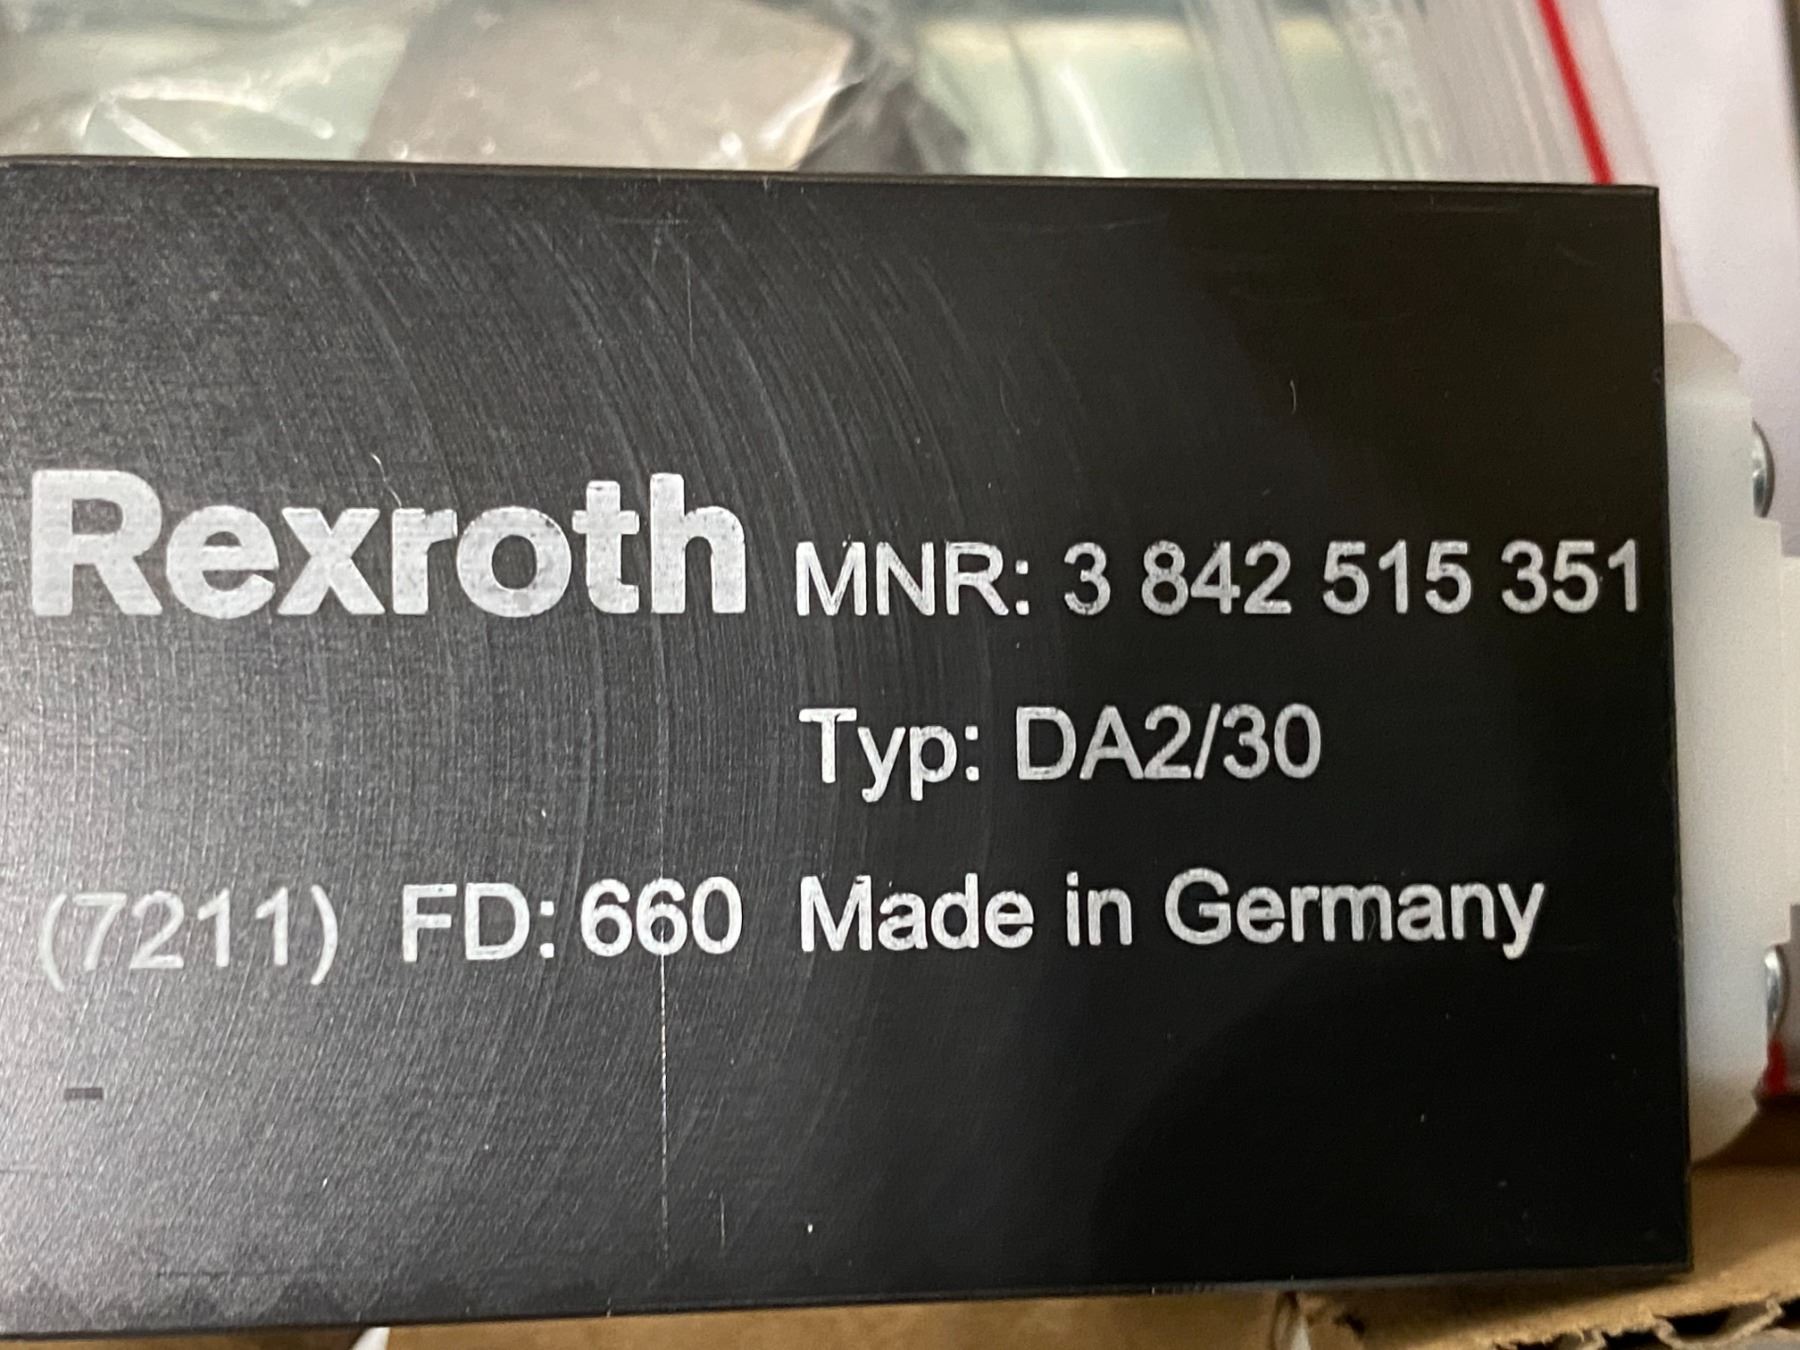 Rexroth MNR: 3 842 515 351
Typ: DA2/30
(7211) FD: 660 Made in Germany
-